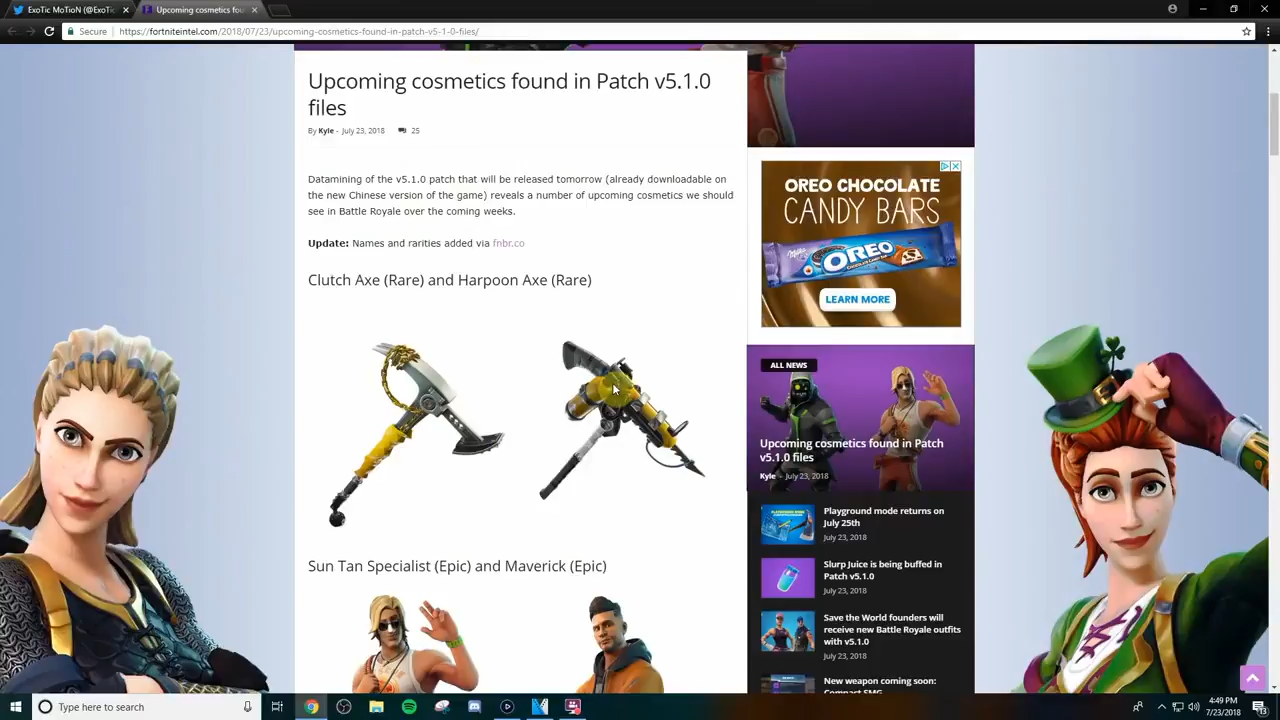 ExoTic MoTioN (@ExoTic
Upcoming cosmetics fou
Secure
https://fortniteintel.com/2018/07/23/upcoming-cosmetics-found-in-patch-v5-1-0-files/
Upcoming cosmetics found in Patch v5.1.0
files
By Kyle - July 23, 2018 25
Datamining of the v5.1.0 patch that will be released tomorrow (already downloadable on
the new Chinese version of the game) reveals a number of upcoming cosmetics we should
see in Battle Royale over the coming weeks.
Update: Names and rarities added via fnbr.co
Clutch Axe (Rare) and Harpoon Axe (Rare)
Sun Tan Specialist (Epic) and Maverick (Epic)
OREO CHOCOLATE
CANDY BARS
Milka
OREO
LEARN MORE
ALL NEWS
Upcoming cosmetics found in Patch
v5.1.0 files
Kyle - July 23, 2018
Playground mode returns on
July 25th
July 23, 2018
Slurp Juice is being buffed in
Patch v5.1.0
July 23, 2018
Save the World founders will
receive new Battle Royale outfits
with v5.1.0
July 23, 2018
New weapon coming soon:
Compact SMG
Type here to search
4:49 PM
7/23/2018